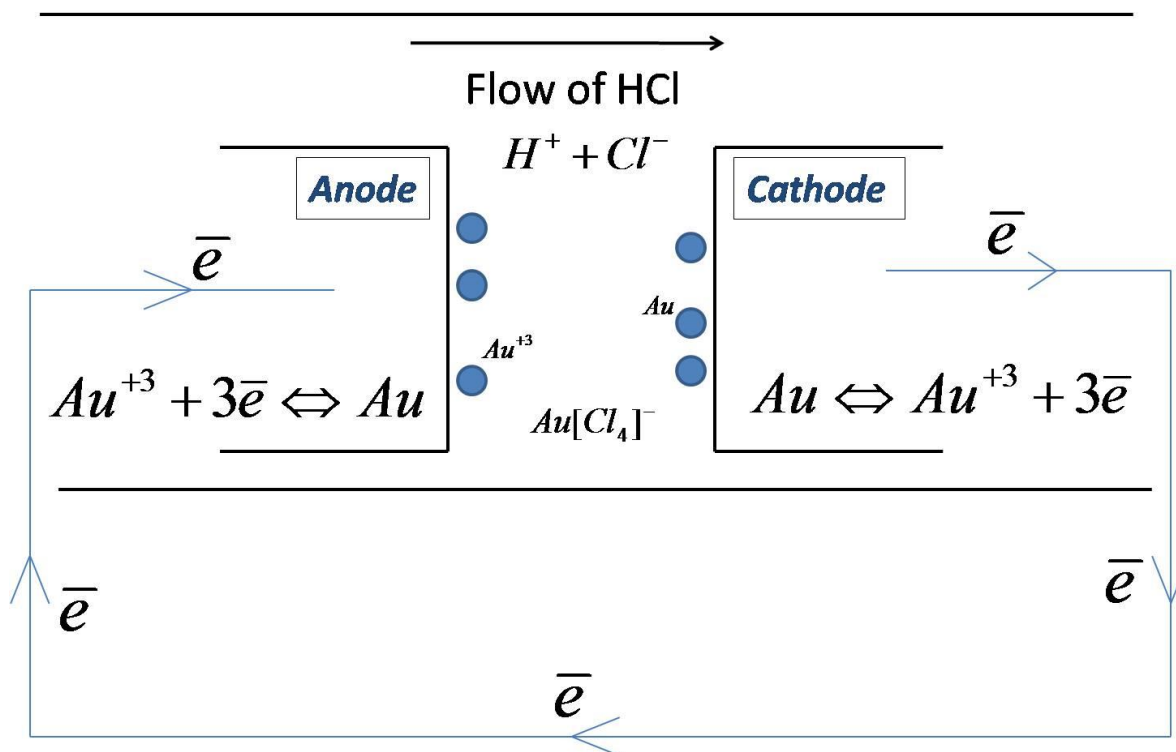 Flow of HCl
H⁺ + Cl⁻
Anode
Cathode
e̅
e̅
Au
Au⁺³
Au⁺³ + 3e̅ ⇔ Au
Au ⇔ Au⁺³ + 3e̅
Au[Cl₄]⁻
e̅
e̅
e̅